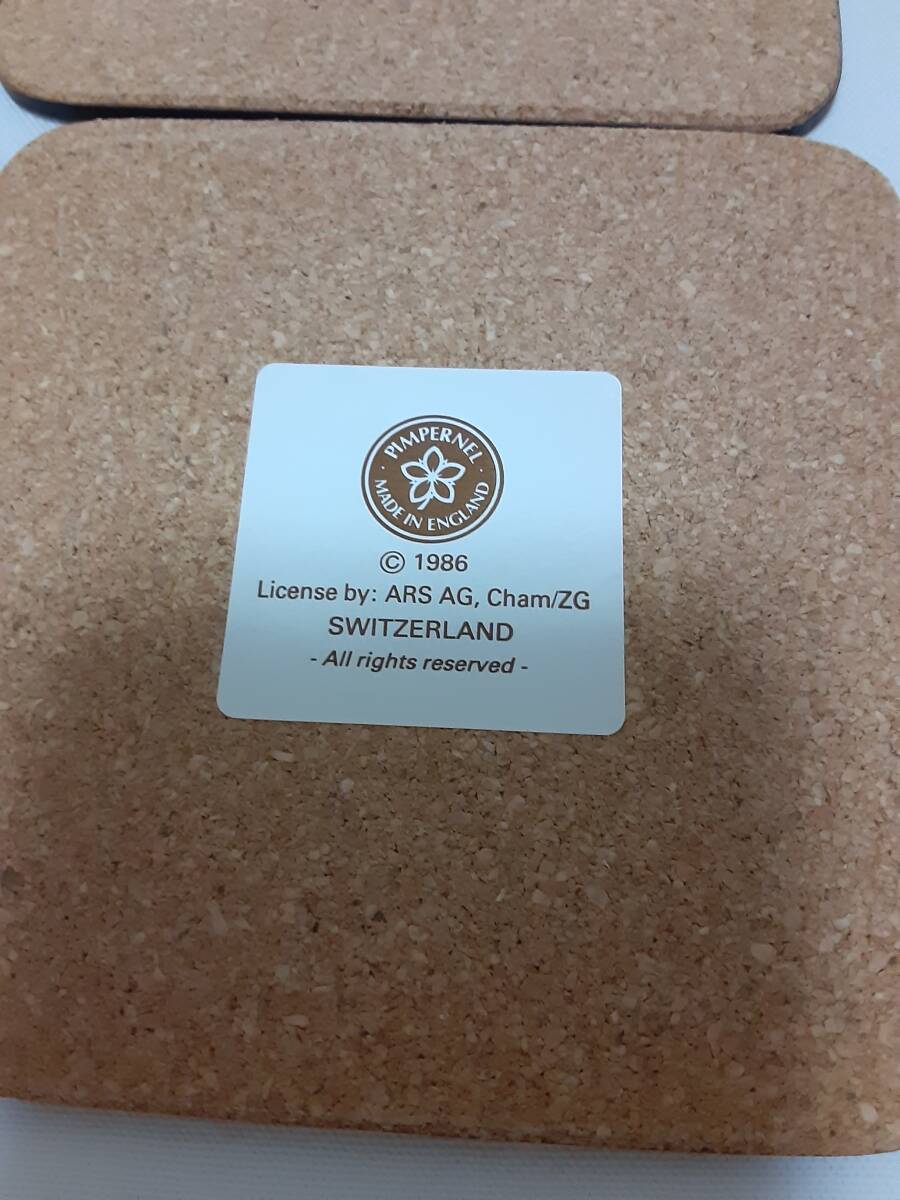 · PIMPERNEL ·
MADE IN ENGLAND
© 1986
License by: ARS AG, Cham/ZG
SWITZERLAND
- All rights reserved -